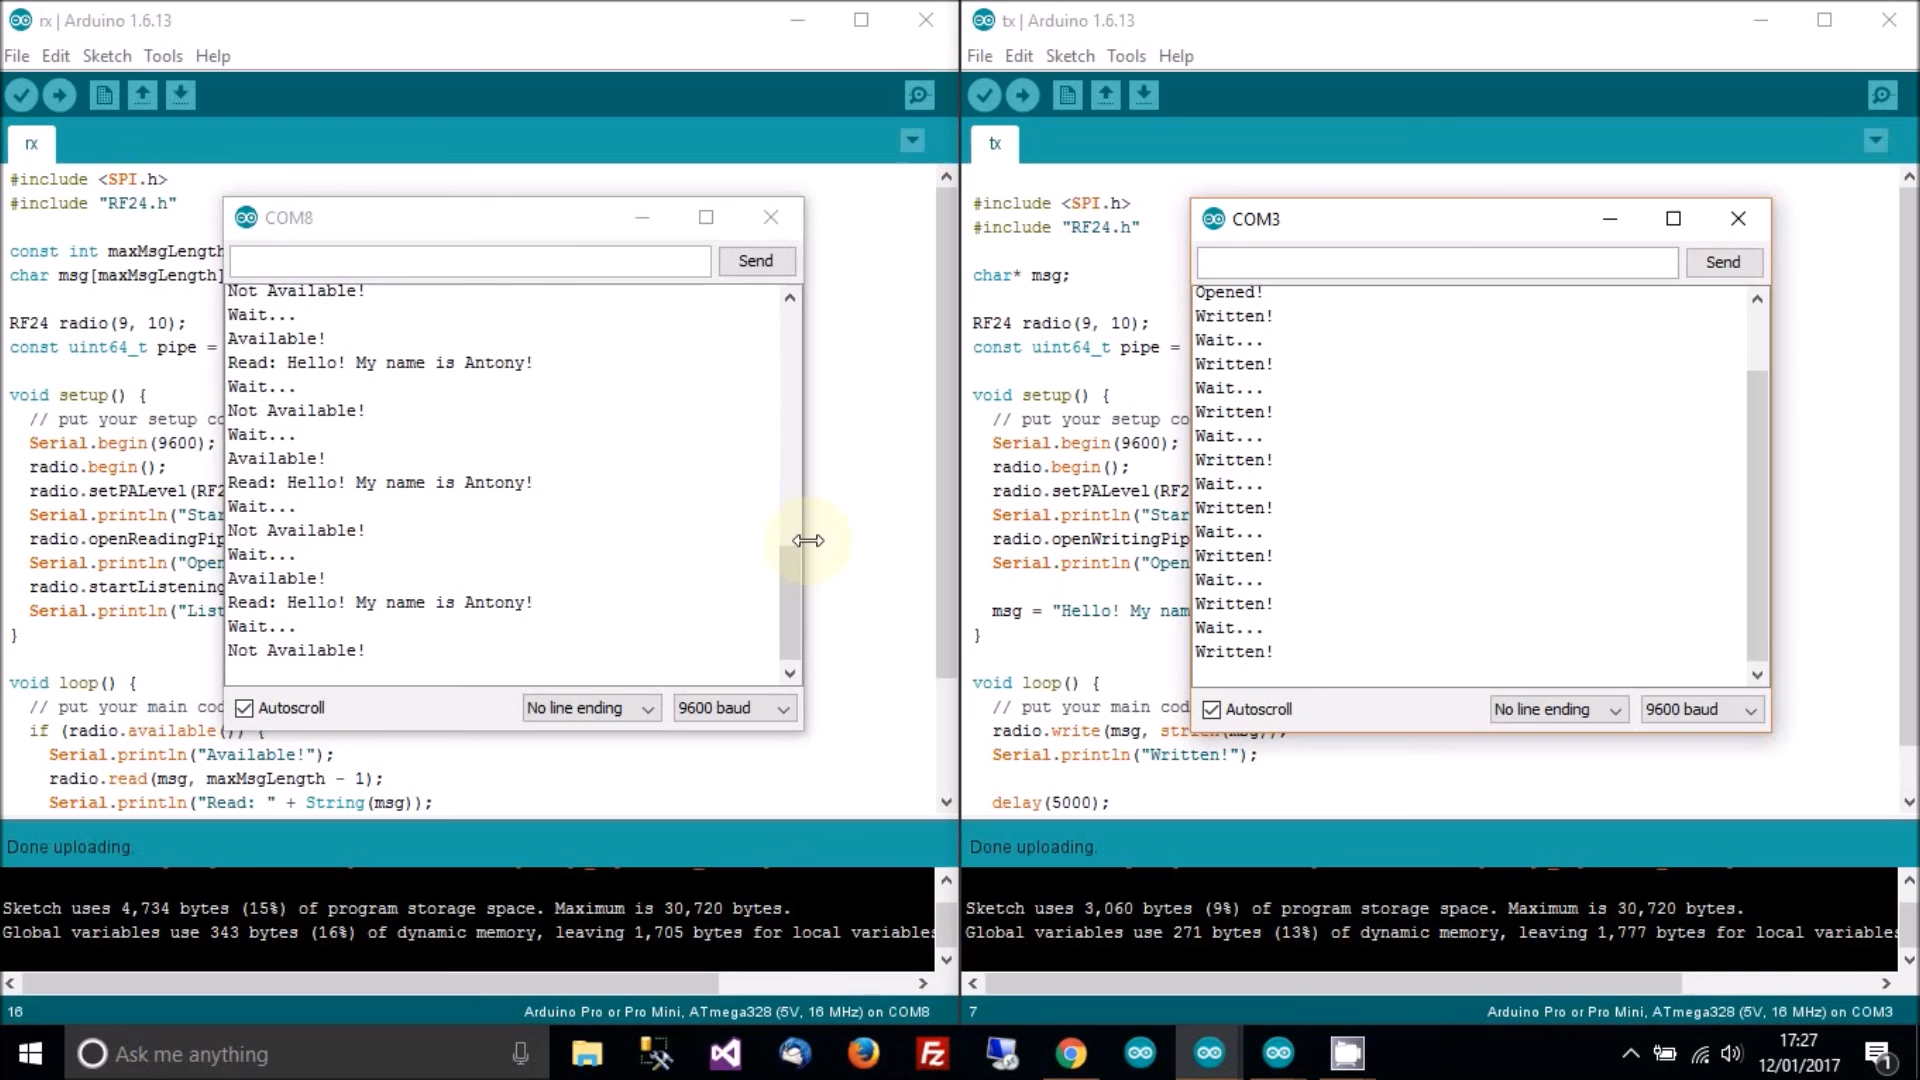 rx | Arduino 1.6.13
File Edit Sketch Tools Help
rx
#include <SPI.h>
#include "RF24.h"
const int maxMsgLength
char msg[maxMsgLength]
RF24 radio(9, 10);
const uint64_t pipe =
void setup() {
// put your setup co
Serial.begin(9600);
radio.begin();
radio.setPALevel(RF2
Serial.println("Star
radio.openReadingPip
Serial.println("Open
radio.startListening
Serial.println("List
}
void loop() {
// put your main cod
if (radio.available()) {
Serial.println("Available!");
radio.read(msg, maxMsgLength - 1);
Serial.println("Read: " + String(msg));
COM8
Send
Not Available!
Wait...
Available!
Read: Hello! My name is Antony!
Wait...
Not Available!
Wait...
Available!
Read: Hello! My name is Antony!
Wait...
Not Available!
Wait...
Available!
Read: Hello! My name is Antony!
Wait...
Not Available!
Autoscroll
No line ending
9600 baud
Done uploading.
Sketch uses 4,734 bytes (15%) of program storage space. Maximum is 30,720 bytes.
Global variables use 343 bytes (16%) of dynamic memory, leaving 1,705 bytes for local variables
16
Arduino Pro or Pro Mini, ATmega328 (5V, 16 MHz) on COM8
tx | Arduino 1.6.13
File Edit Sketch Tools Help
tx
#include <SPI.h>
#include "RF24.h"
char* msg;
RF24 radio(9, 10);
const uint64_t pipe =
void setup() {
// put your setup co
Serial.begin(9600);
radio.begin();
radio.setPALevel(RF2
Serial.println("Star
radio.openWritingPip
Serial.println("Open
msg = "Hello! My nam
}
void loop() {
// put your main cod
radio.write(msg, strlen(msg));
Serial.println("Written!");
delay(5000);
COM3
Send
Opened!
Written!
Wait...
Written!
Wait...
Written!
Wait...
Written!
Wait...
Written!
Wait...
Written!
Wait...
Written!
Wait...
Written!
Autoscroll
No line ending
9600 baud
Done uploading.
Sketch uses 3,060 bytes (9%) of program storage space. Maximum is 30,720 bytes.
Global variables use 271 bytes (13%) of dynamic memory, leaving 1,777 bytes for local variables
7
Arduino Pro or Pro Mini, ATmega328 (5V, 16 MHz) on COM3
Ask me anything
Fz
17:27
12/01/2017
1